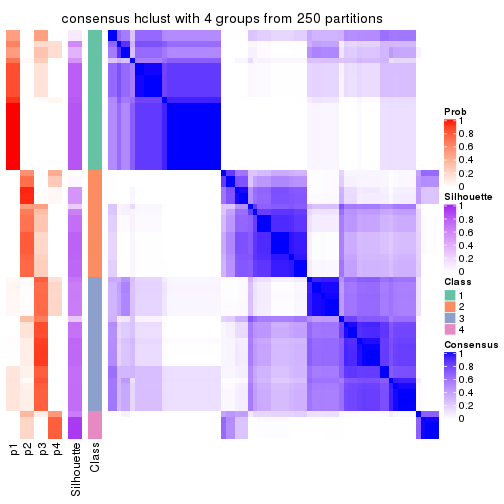 consensus hclust with 4 groups from 250 partitions
Prob
1
0.8
0.6
0.4
0.2
0
Silhouette
0.8
0.6
0.4
0.2
0
Class
1
2
3
4
Consensus
1
0.8
0.6
0.4
0.2
0
p1
p2
p3
p4
Silhouette
Class